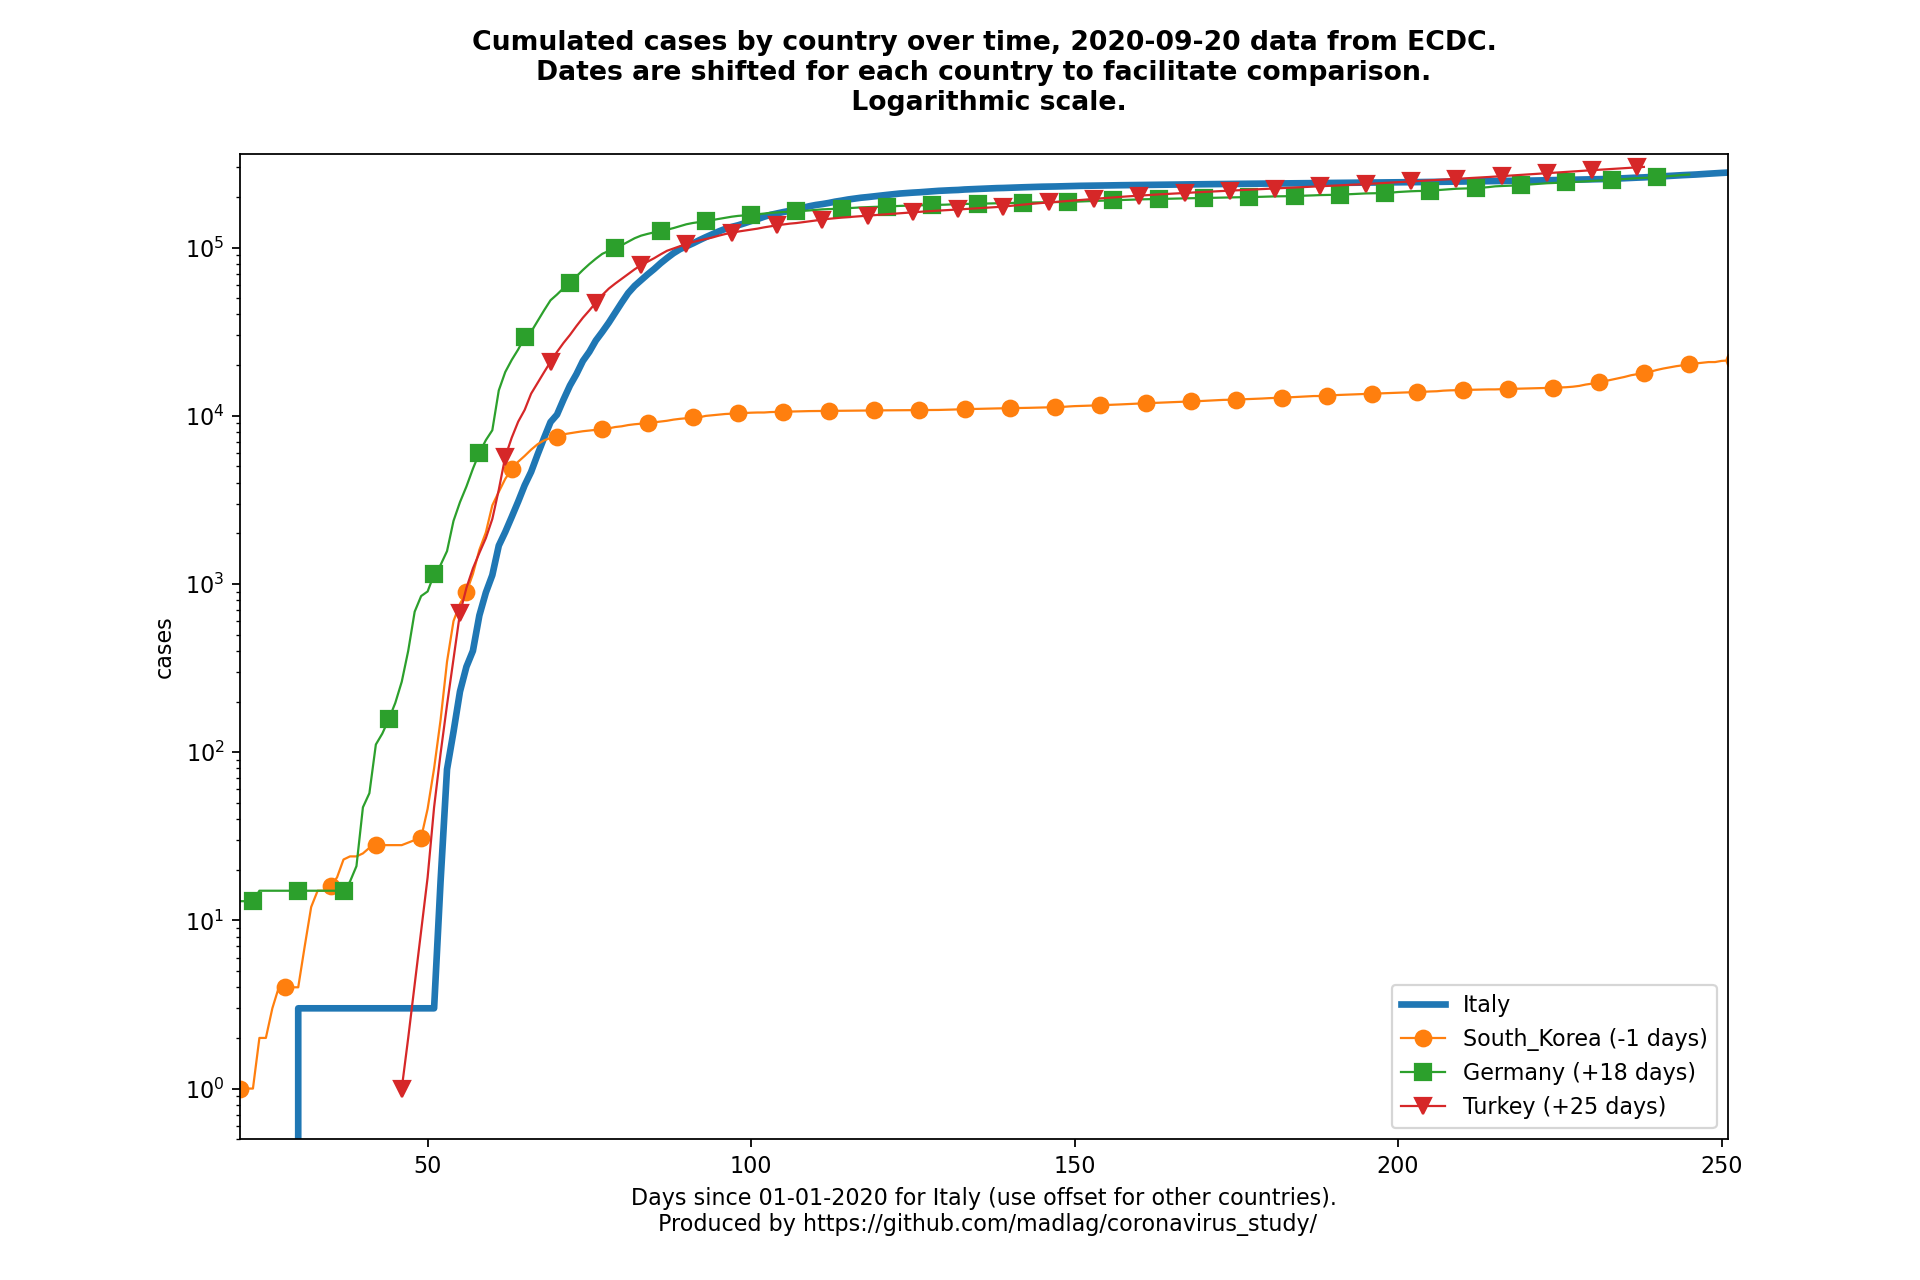 Cumulated cases by country over time, 2020-09-20 data from ECDC.
Dates are shifted for each country to facilitate comparison.
Logarithmic scale.
10^5
10^4
10^3
10^2
10^1
10^0
cases
Italy
South_Korea (-1 days)
Germany (+18 days)
Turkey (+25 days)
50 100 150 200 250
Days since 01-01-2020 for Italy (use offset for other countries).
Produced by https://github.com/madlag/coronavirus_study/